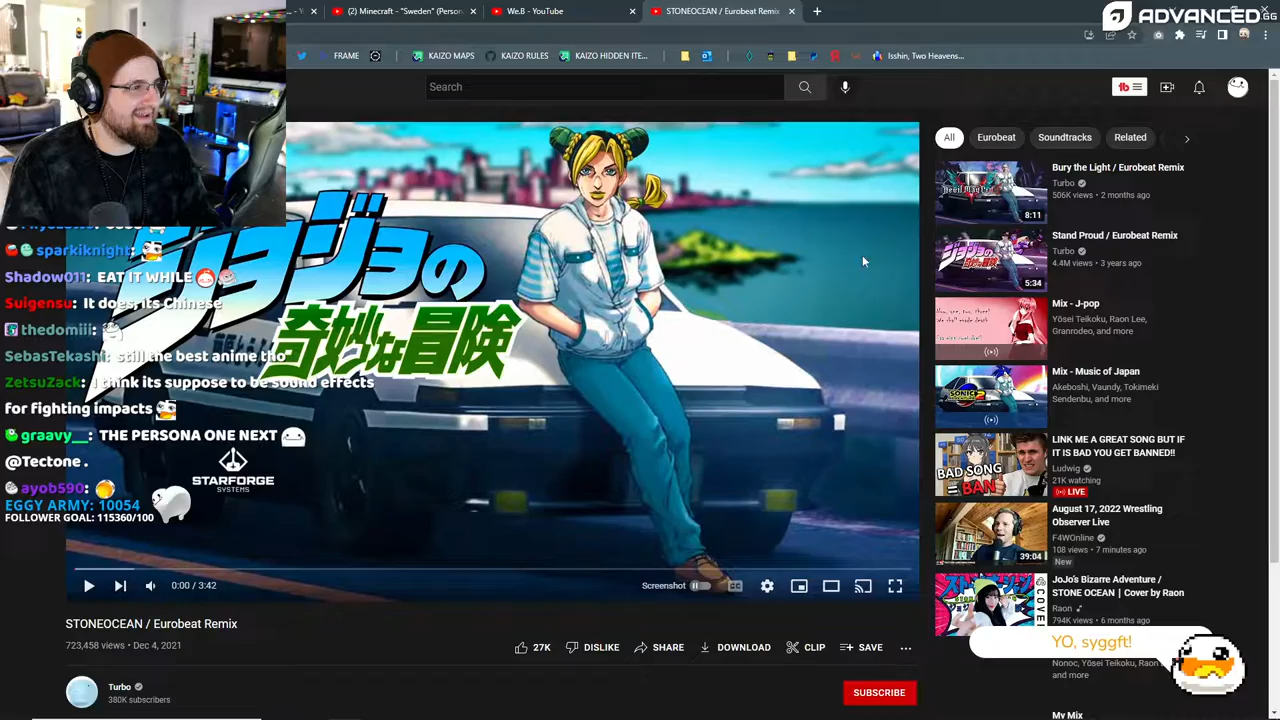 (2) Minecraft - "Sweden" (Person
We.B - YouTube
STONEOCEAN / Eurobeat Remix
ADVANCED.GG
FRAME
KAIZO MAPS
KAIZO RULES
KAIZO HIDDEN ITE...
Isshin, Two Heavens...
Search
All
Eurobeat
Soundtracks
Related
ジョジョの
奇妙な冒険
sparkiknight:
Shadow011: EAT IT WHILE
Suigensu: It does, its Chinese
thedomiii:
SebasTekashi: still the best anime tho
ZetsuZack: I think its suppose to be sound effects
for fighting impacts
graavy__: THE PERSONA ONE NEXT
@Tectone .
ayob590:
EGGY ARMY: 10054
FOLLOWER GOAL: 115360/100
STARFORGE
SYSTEMS
0:00 / 3:42
Screenshot
STONEOCEAN / Eurobeat Remix
723,458 views • Dec 4, 2021
27K
DISLIKE
SHARE
DOWNLOAD
CLIP
SAVE
Turbo
380K subscribers
SUBSCRIBE
Bury the Light / Eurobeat Remix
Turbo
506K views • 2 months ago
8:11
Stand Proud / Eurobeat Remix
Turbo
4.4M views • 3 years ago
5:34
Mix - J-pop
Yōsei Teikoku, Raon Lee,
Granrodeo, and more
Mix - Music of Japan
Akeboshi, Vaundy, Tokimeki
Sendenbu, and more
LINK ME A GREAT SONG BUT IF
IT IS BAD YOU GET BANNED!!
Ludwig
21K watching
LIVE
BAD SONG
= BAN
August 17, 2022 Wrestling
Observer Live
F4WOnline
108 views • 7 minutes ago
New
39:04
JoJo's Bizarre Adventure /
STONE OCEAN | Cover by Raon
Raon
794K views • 6 months ago
COVER
YO, syggft!
Nonoc, Yōsei Teikoku, Raon
and more
My Mix